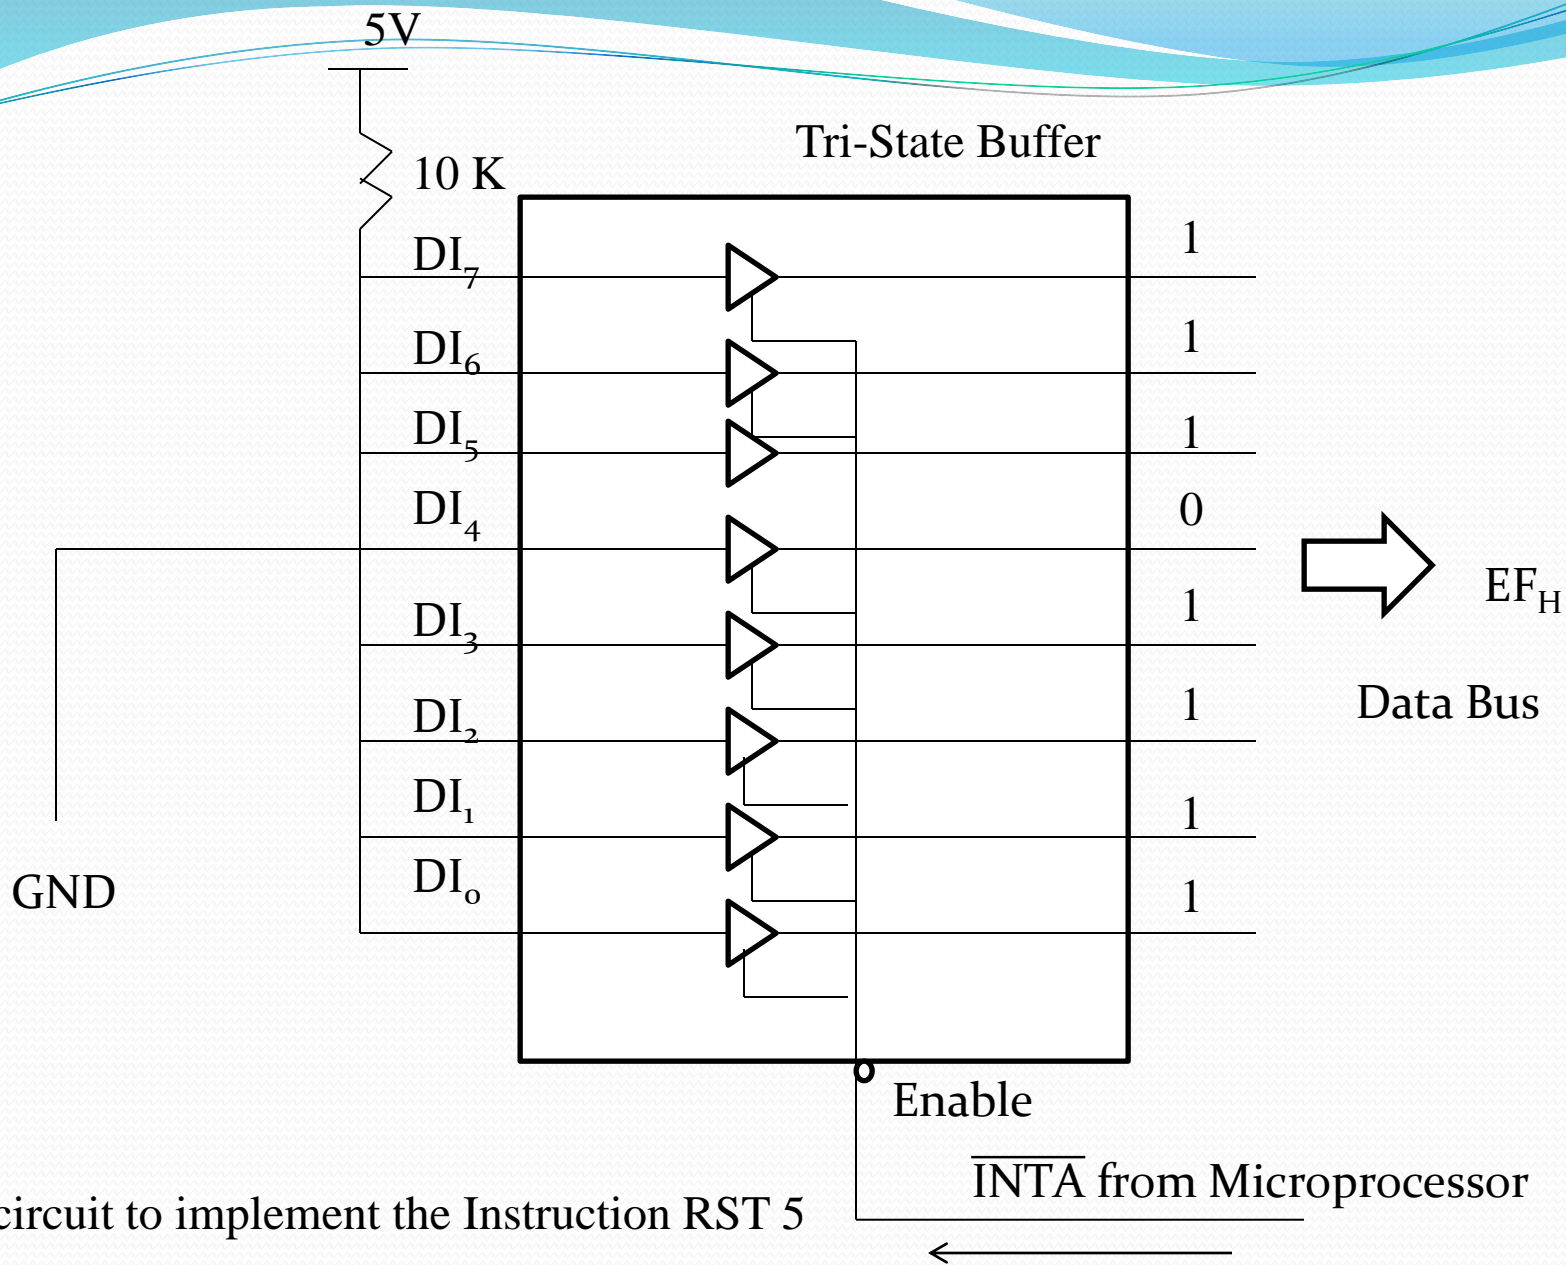 5V
Tri-State Buffer
10 K
DI7 1
DI6 1
DI5 1
DI4 0
EFH
DI3 1
DI2 1
Data Bus
DI1 1
GND
DI0 1
Enable
INTA from Microprocessor
circuit to implement the Instruction RST 5